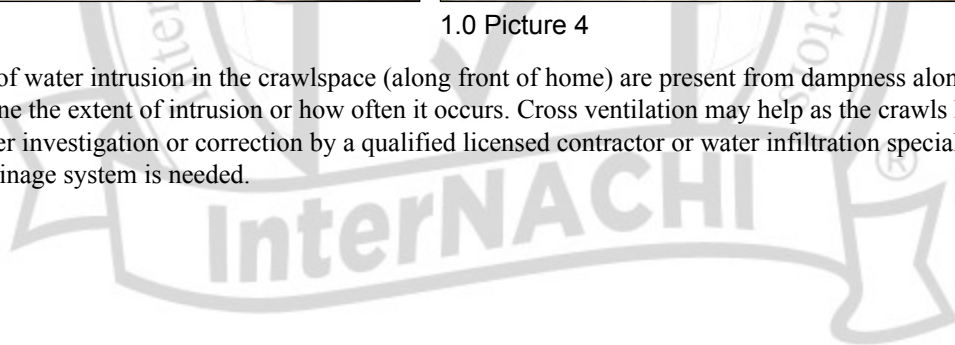 1.0 Picture 4
of water intrusion in the crawlspace (along front of home) are present from dampness alon
ne the extent of intrusion or how often it occurs. Cross ventilation may help as the crawls
er investigation or correction by a qualified licensed contractor or water infiltration special
inage system is needed.
InterNACHI
®
Inter
ctors